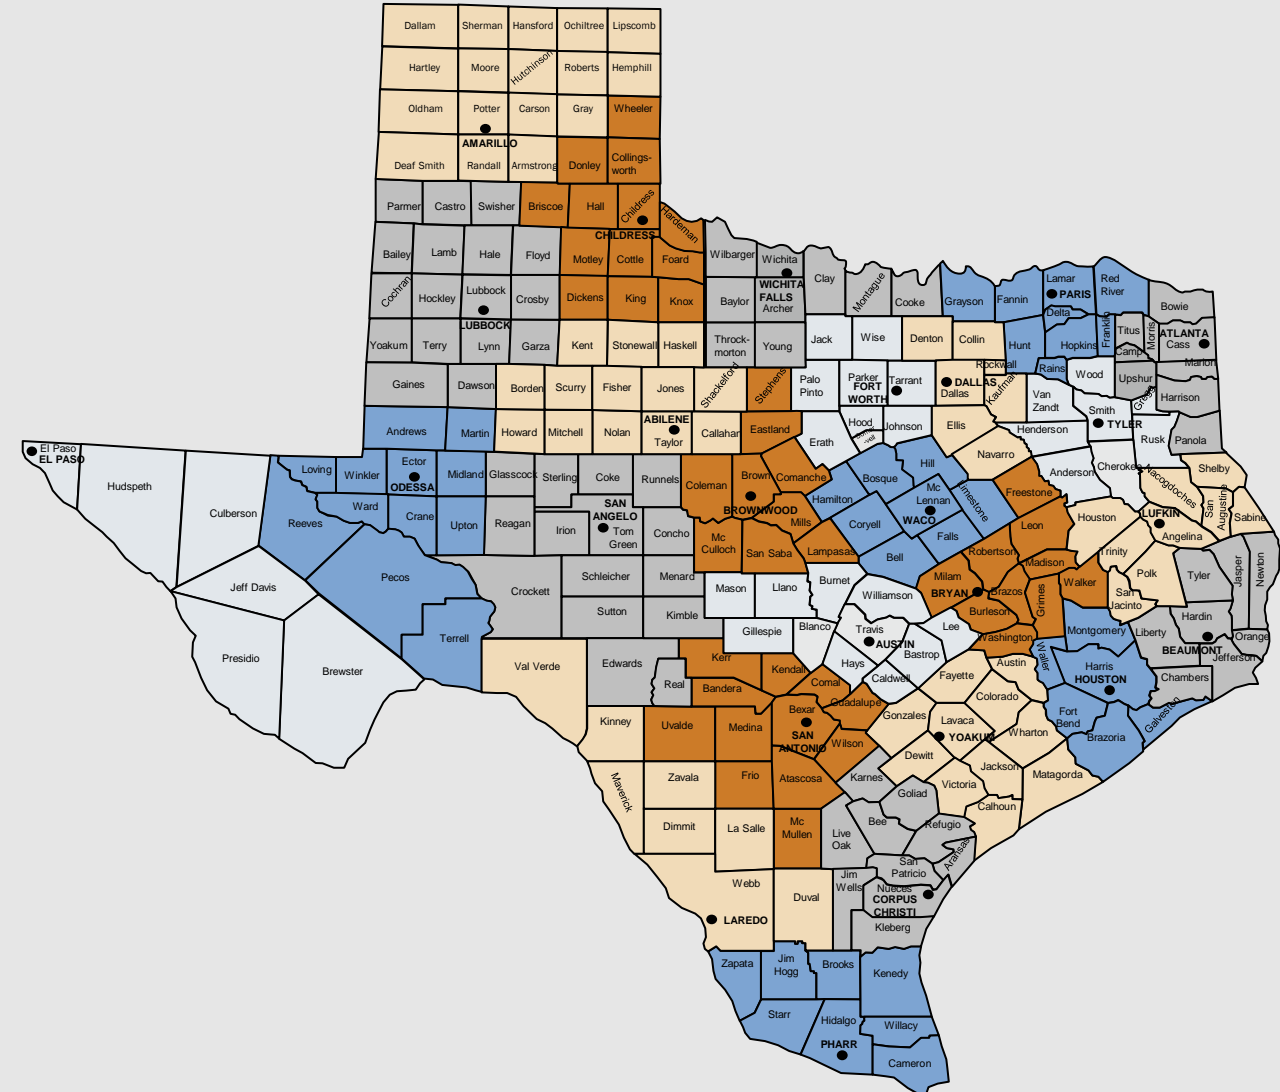 Dallam
Sherman
Hansford
Ochiltree
Lipscomb
Hartley
Moore
Hutchinson
Roberts
Hemphill
Oldham
Potter
Carson
Gray
Wheeler
AMARILLO
Deaf Smith
Randall
Armstrong
Donley
Collings-
worth
Parmer
Castro
Swisher
Briscoe
Hall
Childress
Hardeman
CHILDRESS
Bailey
Lamb
Hale
Floyd
Motley
Cottle
Foard
Wilbarger
Wichita
Clay
Montague
Cooke
Grayson
Fannin
Lamar
Red
River
PARIS
Delta
Bowie
Cochran
Hockley
Lubbock
Crosby
Dickens
King
Knox
Baylor
WICHITA
FALLS
Archer
LUBBOCK
Yoakum
Terry
Lynn
Garza
Kent
Stonewall
Haskell
Throck-
morton
Young
Jack
Wise
Denton
Collin
Hunt
Hopkins
Franklin
Titus
Morris
ATLANTA
Cass
Camp
Marion
Gaines
Dawson
Borden
Scurry
Fisher
Jones
Shackelford
Stephens
Palo
Pinto
Parker
FORT
WORTH
Tarrant
DALLAS
Dallas
Rockwall
Kaufman
Rains
Wood
Upshur
Gregg
Harrison
Van
Zandt
Smith
TYLER
Andrews
Martin
Howard
Mitchell
Nolan
ABILENE
Taylor
Callahan
Eastland
Erath
Hood
Somer
-vell
Johnson
Ellis
Navarro
Henderson
Rusk
Panola
El Paso
EL PASO
Hudspeth
Culberson
Loving
Winkler
Ector
ODESSA
Midland
Glasscock
Sterling
Coke
Runnels
Coleman
Brown
BROWNWOOD
Comanche
Hamilton
Bosque
Hill
Mc
Lennan
WACO
Limestone
Freestone
Anderson
Cherokee
Nacogdoches
Shelby
San
Augustine
Sabine
Reeves
Ward
Crane
Upton
Reagan
Irion
SAN
ANGELO
Tom
Green
Concho
Mc
Culloch
San Saba
Mills
Lampasas
Coryell
Bell
Falls
Leon
Houston
LUFKIN
Angelina
Robertson
Madison
Trinity
Jeff Davis
Pecos
Crockett
Schleicher
Menard
Mason
Llano
Burnet
Williamson
Milam
BRYAN
Brazos
Burleson
Grimes
Walker
Polk
San
Jacinto
Tyler
Jasper
Newton
Presidio
Brewster
Terrell
Sutton
Kimble
Gillespie
Blanco
Travis
AUSTIN
Lee
Bastrop
Washington
Montgomery
Liberty
Hardin
BEAUMONT
Orange
Jefferson
Val Verde
Edwards
Real
Kerr
Bandera
Kendall
Comal
Hays
Caldwell
Fayette
Austin
Waller
Harris
HOUSTON
Chambers
Kinney
Uvalde
Medina
Bexar
SAN
ANTONIO
Guadalupe
Wilson
Gonzales
Lavaca
YOAKUM
Colorado
Wharton
Fort
Bend
Brazoria
Galveston
Maverick
Zavala
Frio
Atascosa
Karnes
Dewitt
Goliad
Victoria
Jackson
Matagorda
Calhoun
Dimmit
La Salle
Mc
Mullen
Live
Oak
Bee
Refugio
Aransas
San
Patricio
Webb
LAREDO
Duval
Jim
Wells
Nueces
CORPUS
CHRISTI
Kleberg
Zapata
Jim
Hogg
Brooks
Kenedy
Starr
Hidalgo
PHARR
Willacy
Cameron